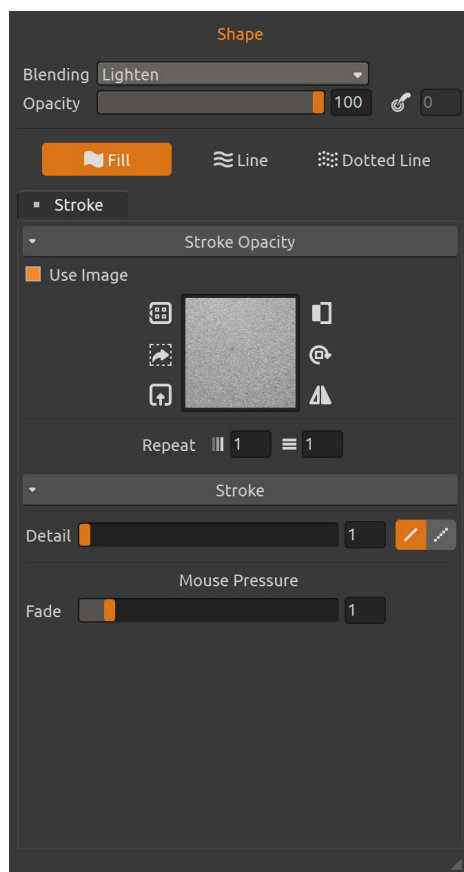 Shape
Blending Lighten
Opacity 100 0
Fill Line Dotted Line
Stroke
Stroke Opacity
Use Image
Repeat 1 1
Stroke
Detail 1
Mouse Pressure
Fade 1